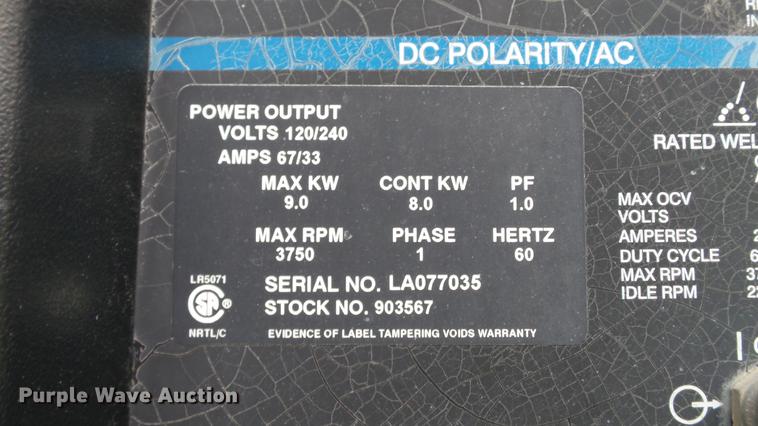 DC POLARITY/AC
POWER OUTPUT
VOLTS 120/240
AMPS 67/33
MAX KW CONT KW PF
9.0 8.0 1.0
MAX RPM PHASE HERTZ
3750 1 60
LR5071
SERIAL NO. LA077035
STOCK NO. 903567
NRTL/C EVIDENCE OF LABEL TAMPERING VOIDS WARRANTY
RATED
MAX OCV
VOLTS
AMPERES
DUTY CYCLE
MAX RPM
IDLE RPM
Purple Wave Auction